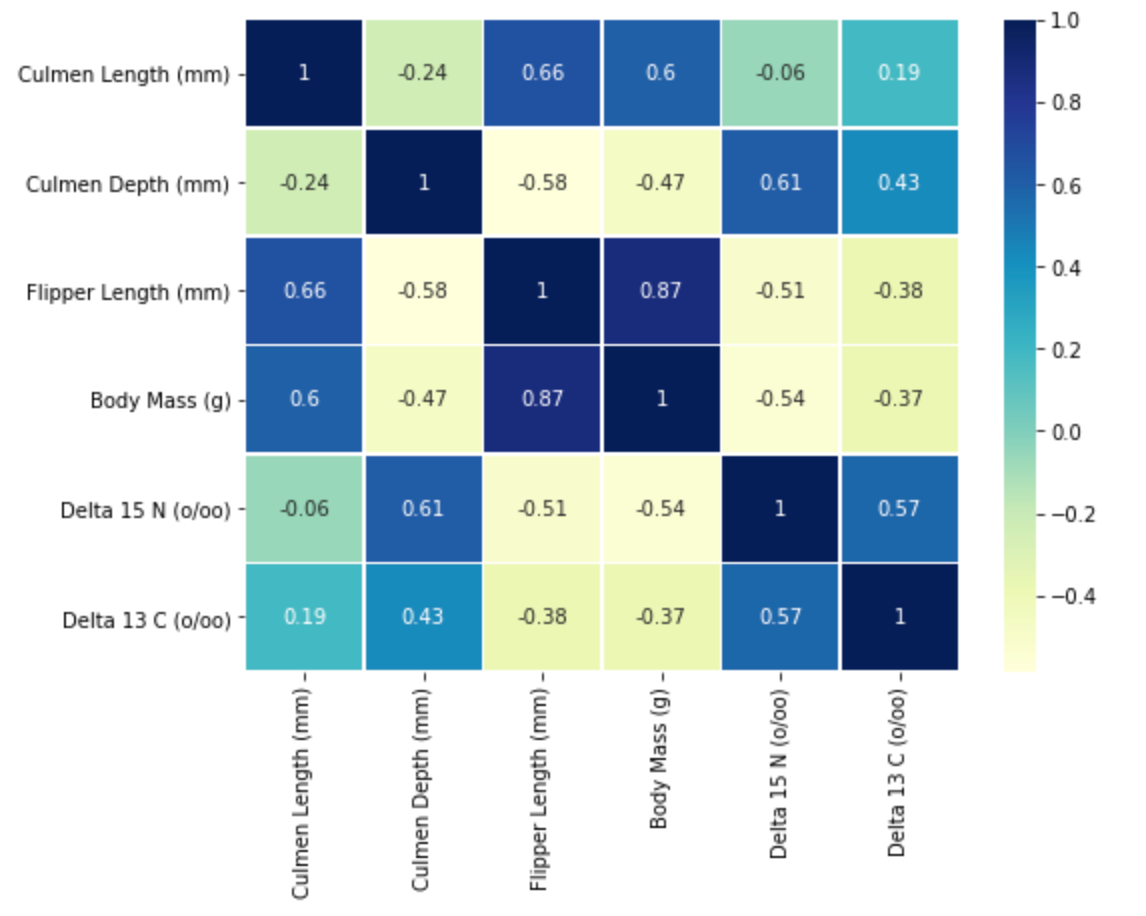 Culmen Length (mm) 1 -0.24 0.66 0.6 -0.06 0.19
Culmen Depth (mm) -0.24 1 -0.58 -0.47 0.61 0.43
Flipper Length (mm) 0.66 -0.58 1 0.87 -0.51 -0.38
Body Mass (g) 0.6 -0.47 0.87 1 -0.54 -0.37
Delta 15 N (o/oo) -0.06 0.61 -0.51 -0.54 1 0.57
Delta 13 C (o/oo) 0.19 0.43 -0.38 -0.37 0.57 1
Culmen Length (mm)
Culmen Depth (mm)
Flipper Length (mm)
Body Mass (g)
Delta 15 N (o/oo)
Delta 13 C (o/oo)
1.0
0.8
0.6
0.4
0.2
0.0
−0.2
−0.4